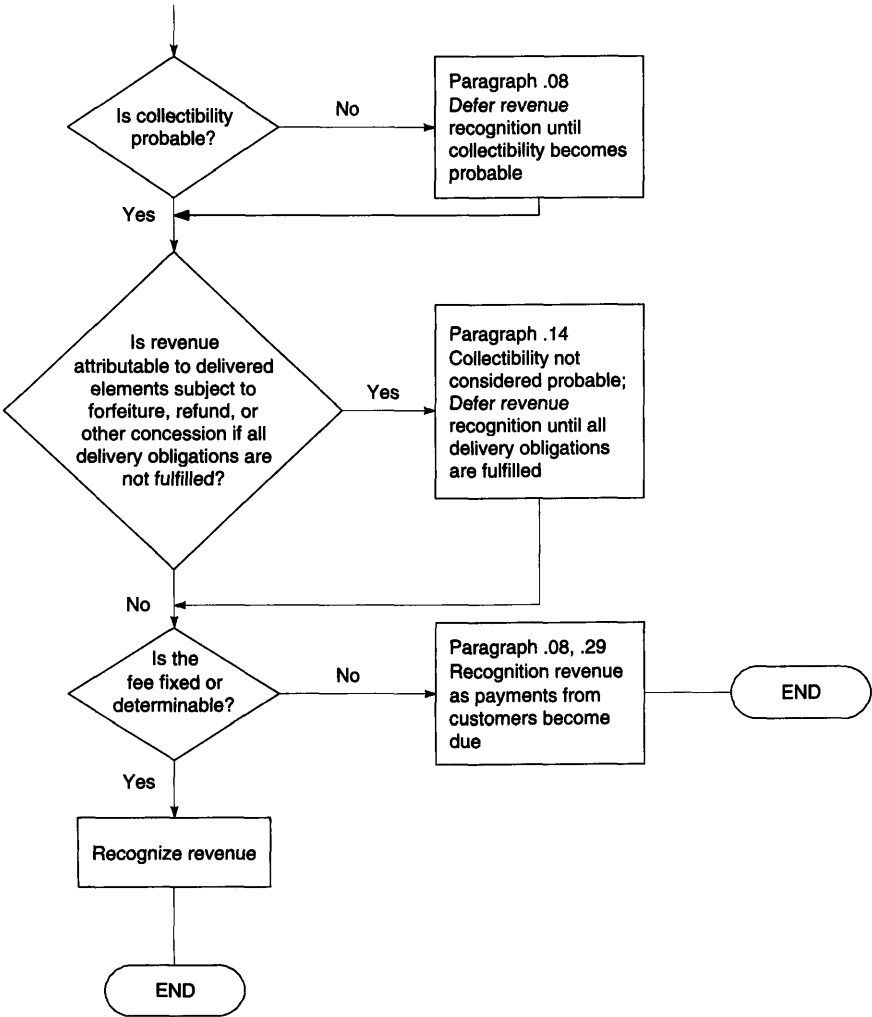 Is collectibility
probable?
No
Paragraph .08
Defer revenue
recognition until
collectibility becomes
probable
Yes
Is revenue
attributable to delivered
elements subject to
forfeiture, refund, or
other concession if all
delivery obligations are
not fulfilled?
Yes
Paragraph .14
Collectibility not
considered probable;
Defer revenue
recognition until all
delivery obligations
are fulfilled
No
Is the
fee fixed or
determinable?
No
Paragraph .08, .29
Recognition revenue
as payments from
customers become
due
END
Yes
Recognize revenue
END